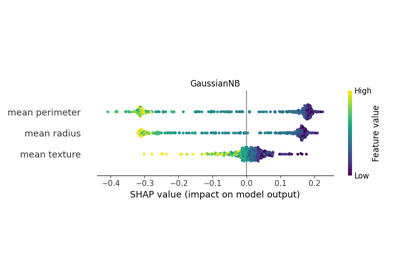 GaussianNB
High
mean perimeter
mean radius
mean texture
Feature value
Low
−0.4 −0.3 −0.2 −0.1 0.0 0.1 0.2
SHAP value (impact on model output)